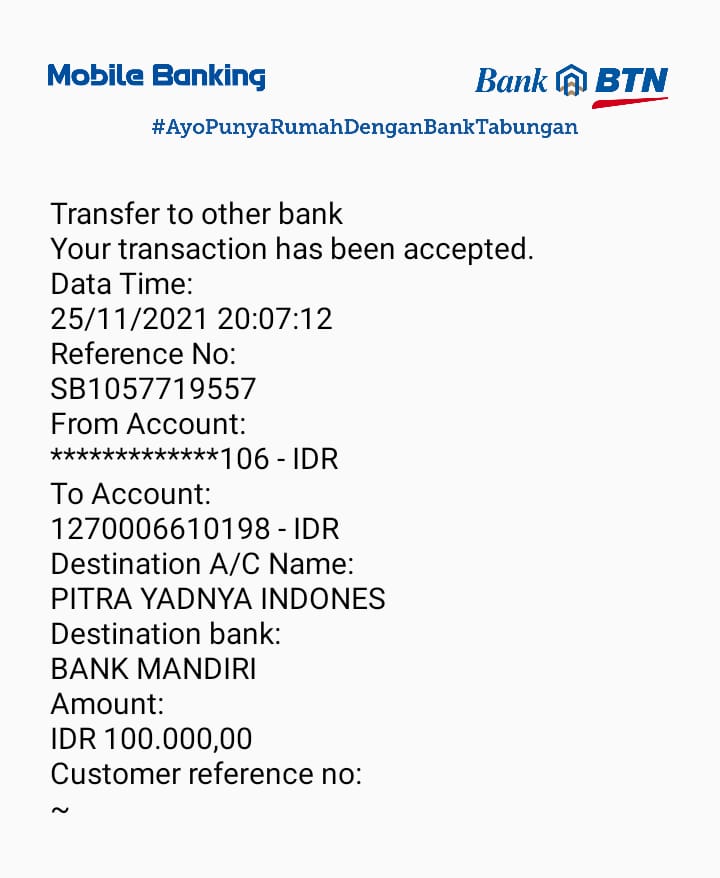 Mobile Banking
Bank BTN
#AyoPunyaRumahDenganBankTabungan
Transfer to other bank
Your transaction has been accepted.
Data Time:
25/11/2021 20:07:12
Reference No:
SB1057719557
From Account:
*************106 - IDR
To Account:
1270006610198 - IDR
Destination A/C Name:
PITRA YADNYA INDONES
Destination bank:
BANK MANDIRI
Amount:
IDR 100.000,00
Customer reference no:
~